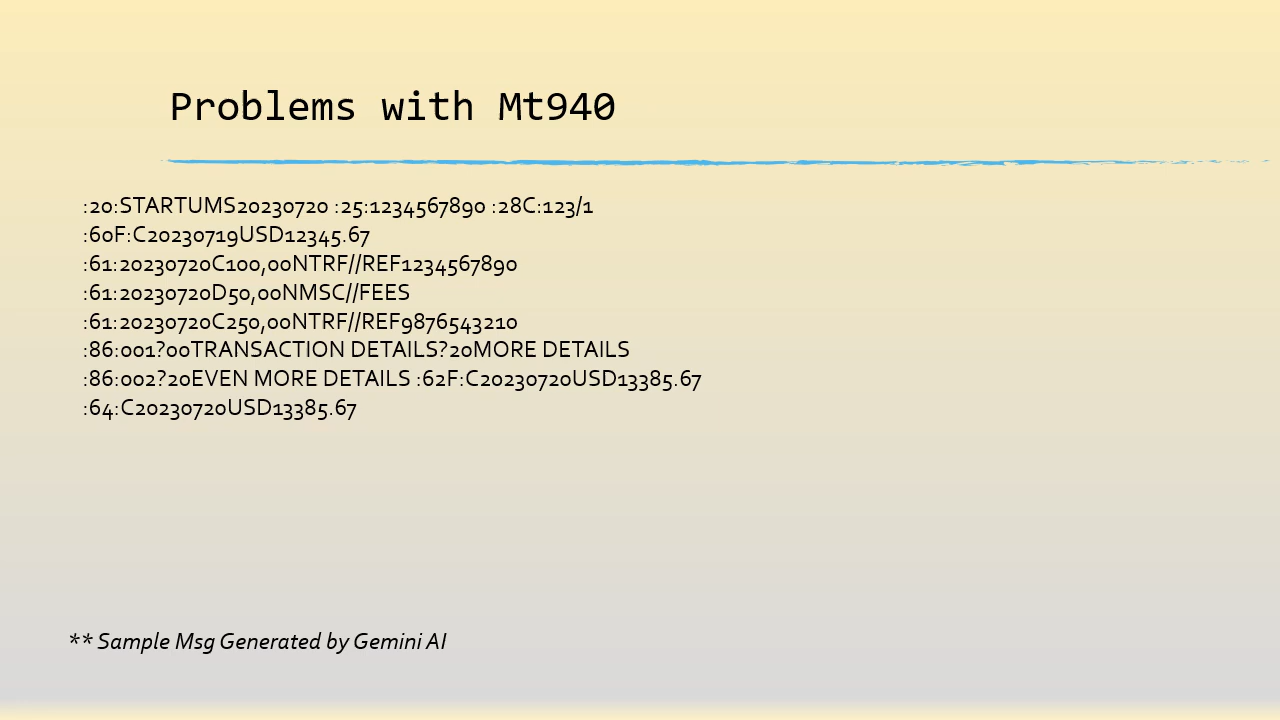 Problems with Mt940
:20:STARTUMS20230720 :25:1234567890 :28C:123/1
:60F:C20230719USD12345.67
:61:20230720C100,00NTRF//REF1234567890
:61:20230720D50,00NMSC//FEES
:61:20230720C250,00NTRF//REF9876543210
:86:001?00TRANSACTION DETAILS?20MORE DETAILS
:86:002?20EVEN MORE DETAILS :62F:C20230720USD13385.67
:64:C20230720USD13385.67
** Sample Msg Generated by Gemini AI